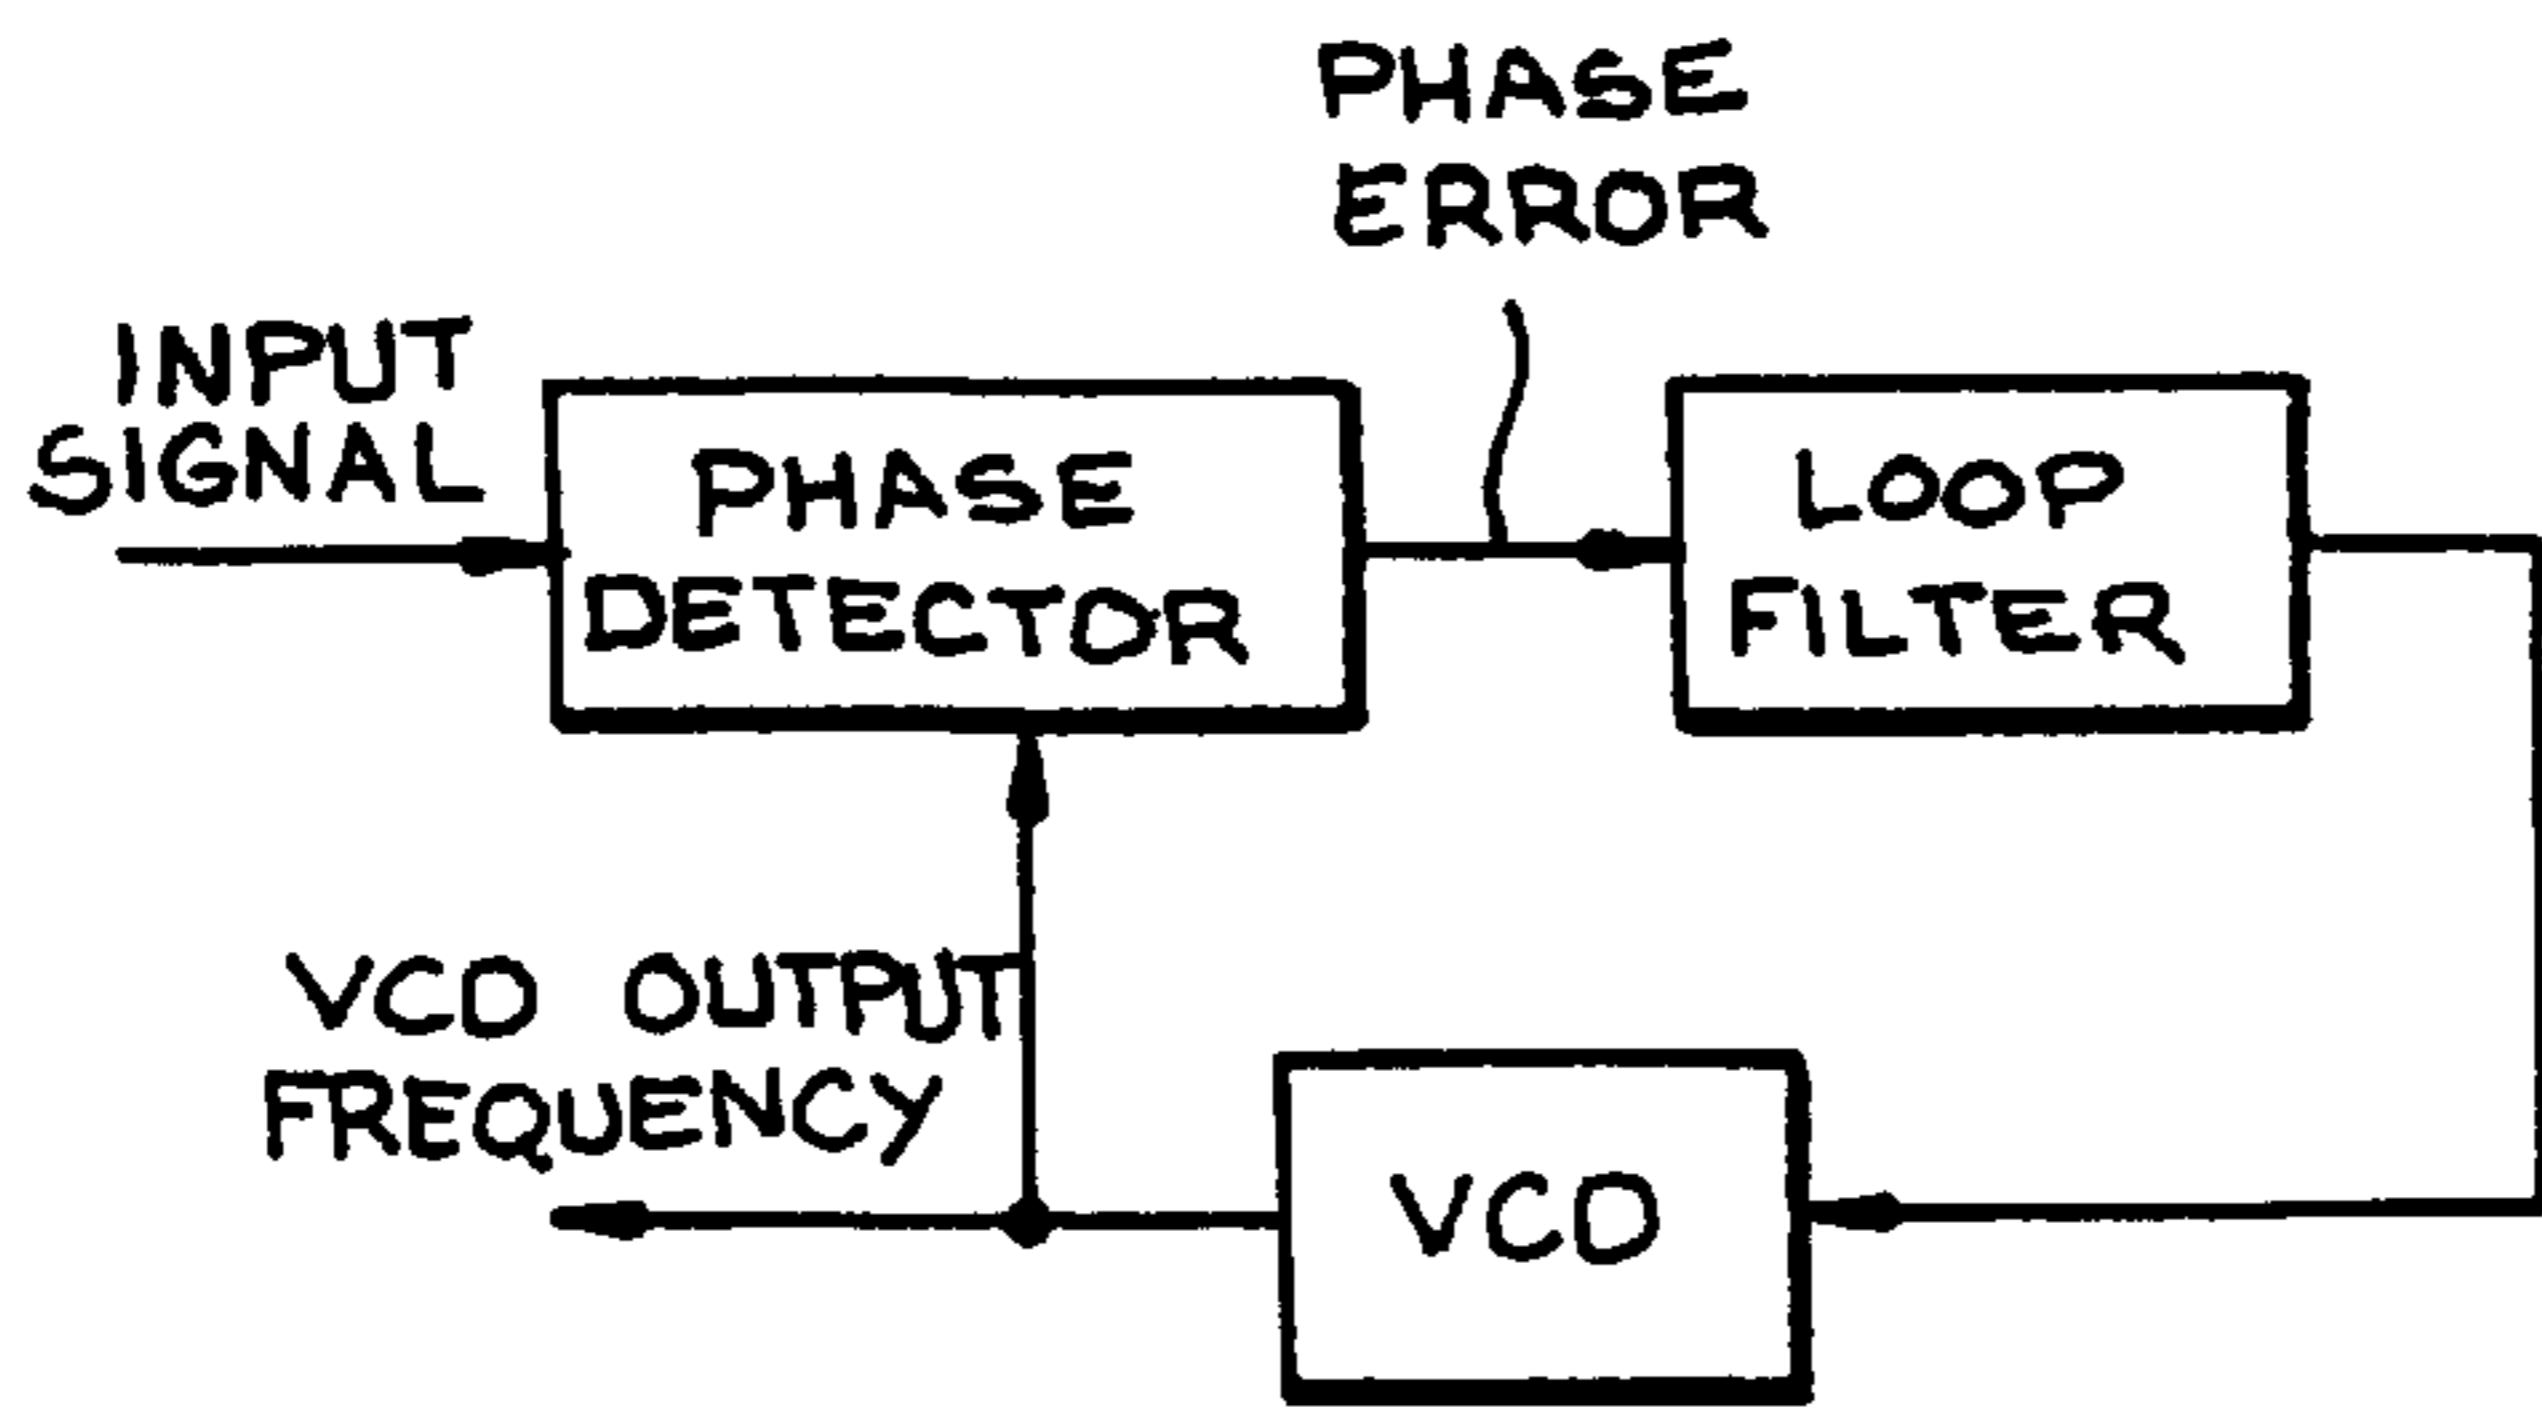 PHASE
ERROR
INPUT
SIGNAL
PHASE
DETECTOR
LOOP
FILTER
VCO OUTPUT
FREQUENCY
VCO